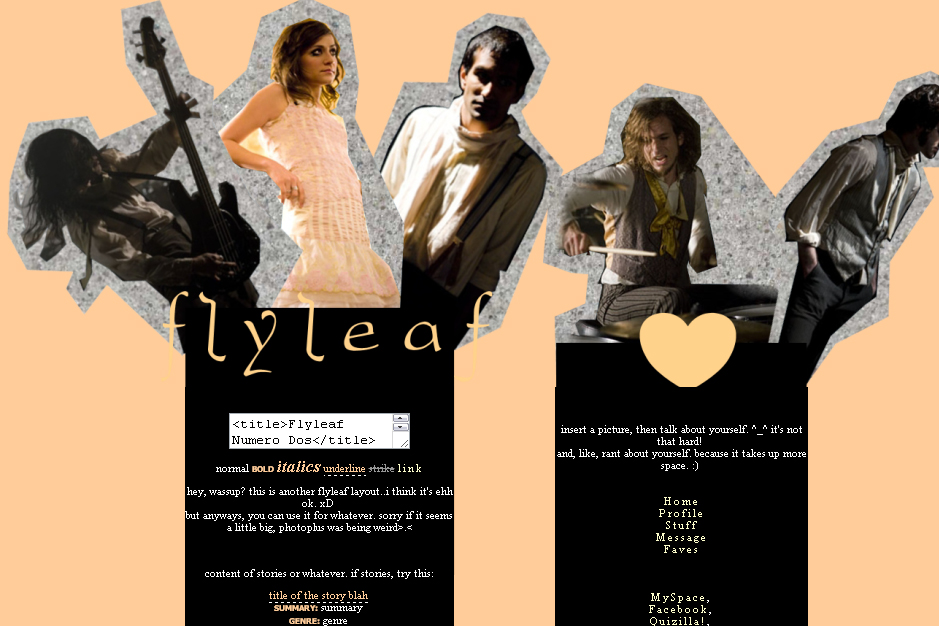 flyleaf
<title>Flyleaf
Numero Dos</title>
normal BOLD italics underline strike link
hey, wassup? this is another flyleaf layout..i think it's ehh
ok. xD
but anyways, you can use it for whatever. sorry if it seems
a little big, photoplus was being weird>.<
content of stories or whatever. if stories, try this:
title of the story blah
SUMMARY: summary
GENRE: genre
insert a picture, then talk about yourself. ^_^ it's not
that hard!
and, like, rant about yourself. because it takes up more
space. :)
Home
Profile
Stuff
Message
Faves
MySpace,
Facebook,
Quizilla!,